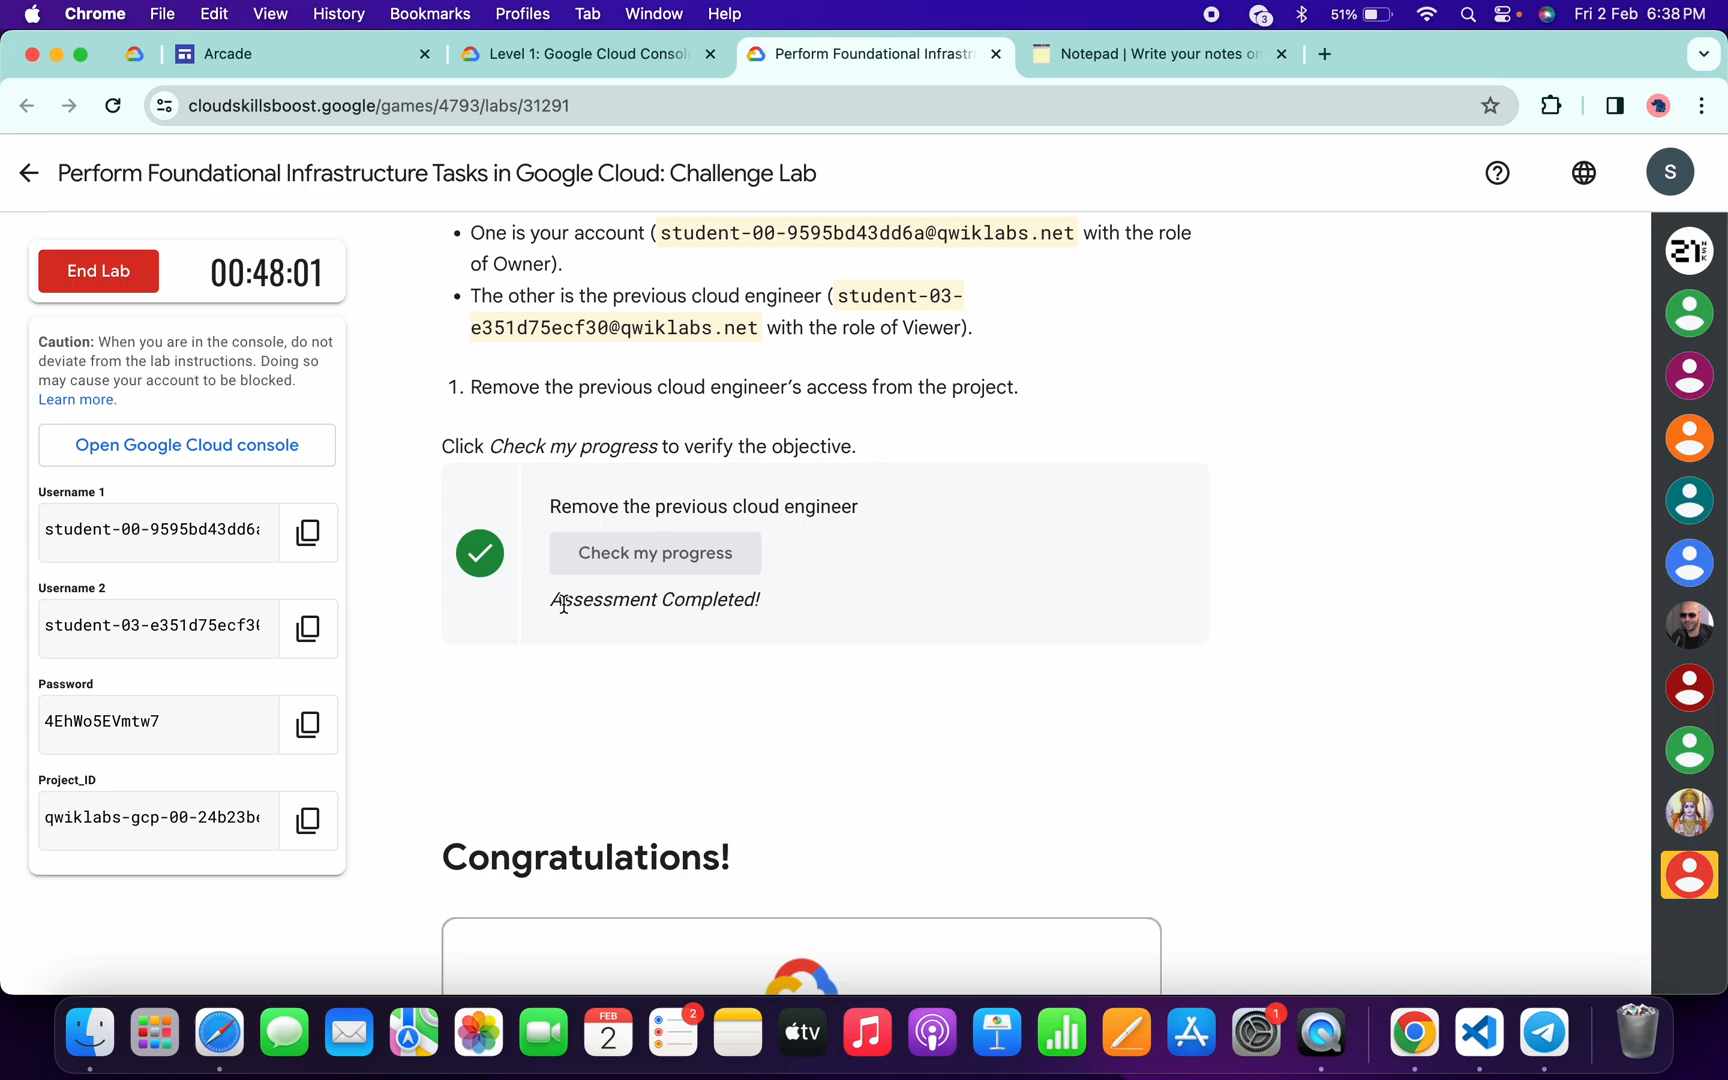 Chrome File Edit View History Bookmarks Profiles Tab Window Help 3 51% Fri 2 Feb 6:38 PM
Arcade Level 1: Google Cloud Consol Perform Foundational Infrastr Notepad | Write your notes on
cloudskillsboost.google/games/4793/labs/31291
Perform Foundational Infrastructure Tasks in Google Cloud: Challenge Lab S
End Lab 00:48:01
Caution: When you are in the console, do not
deviate from the lab instructions. Doing so
may cause your account to be blocked.
Learn more.
Open Google Cloud console
Username 1
student-00-9595bd43dd6a
Username 2
student-03-e351d75ecf30
Password
4EhWo5EVmtw7
Project_ID
qwiklabs-gcp-00-24b23be
• One is your account (student-00-9595bd43dd6a@qwiklabs.net with the role
of Owner).
• The other is the previous cloud engineer (student-03-
e351d75ecf30@qwiklabs.net with the role of Viewer).
1. Remove the previous cloud engineer's access from the project.
Click Check my progress to verify the objective.
Remove the previous cloud engineer
Check my progress
Assessment Completed!
Congratulations!
21
FEB
2
2
tv
1